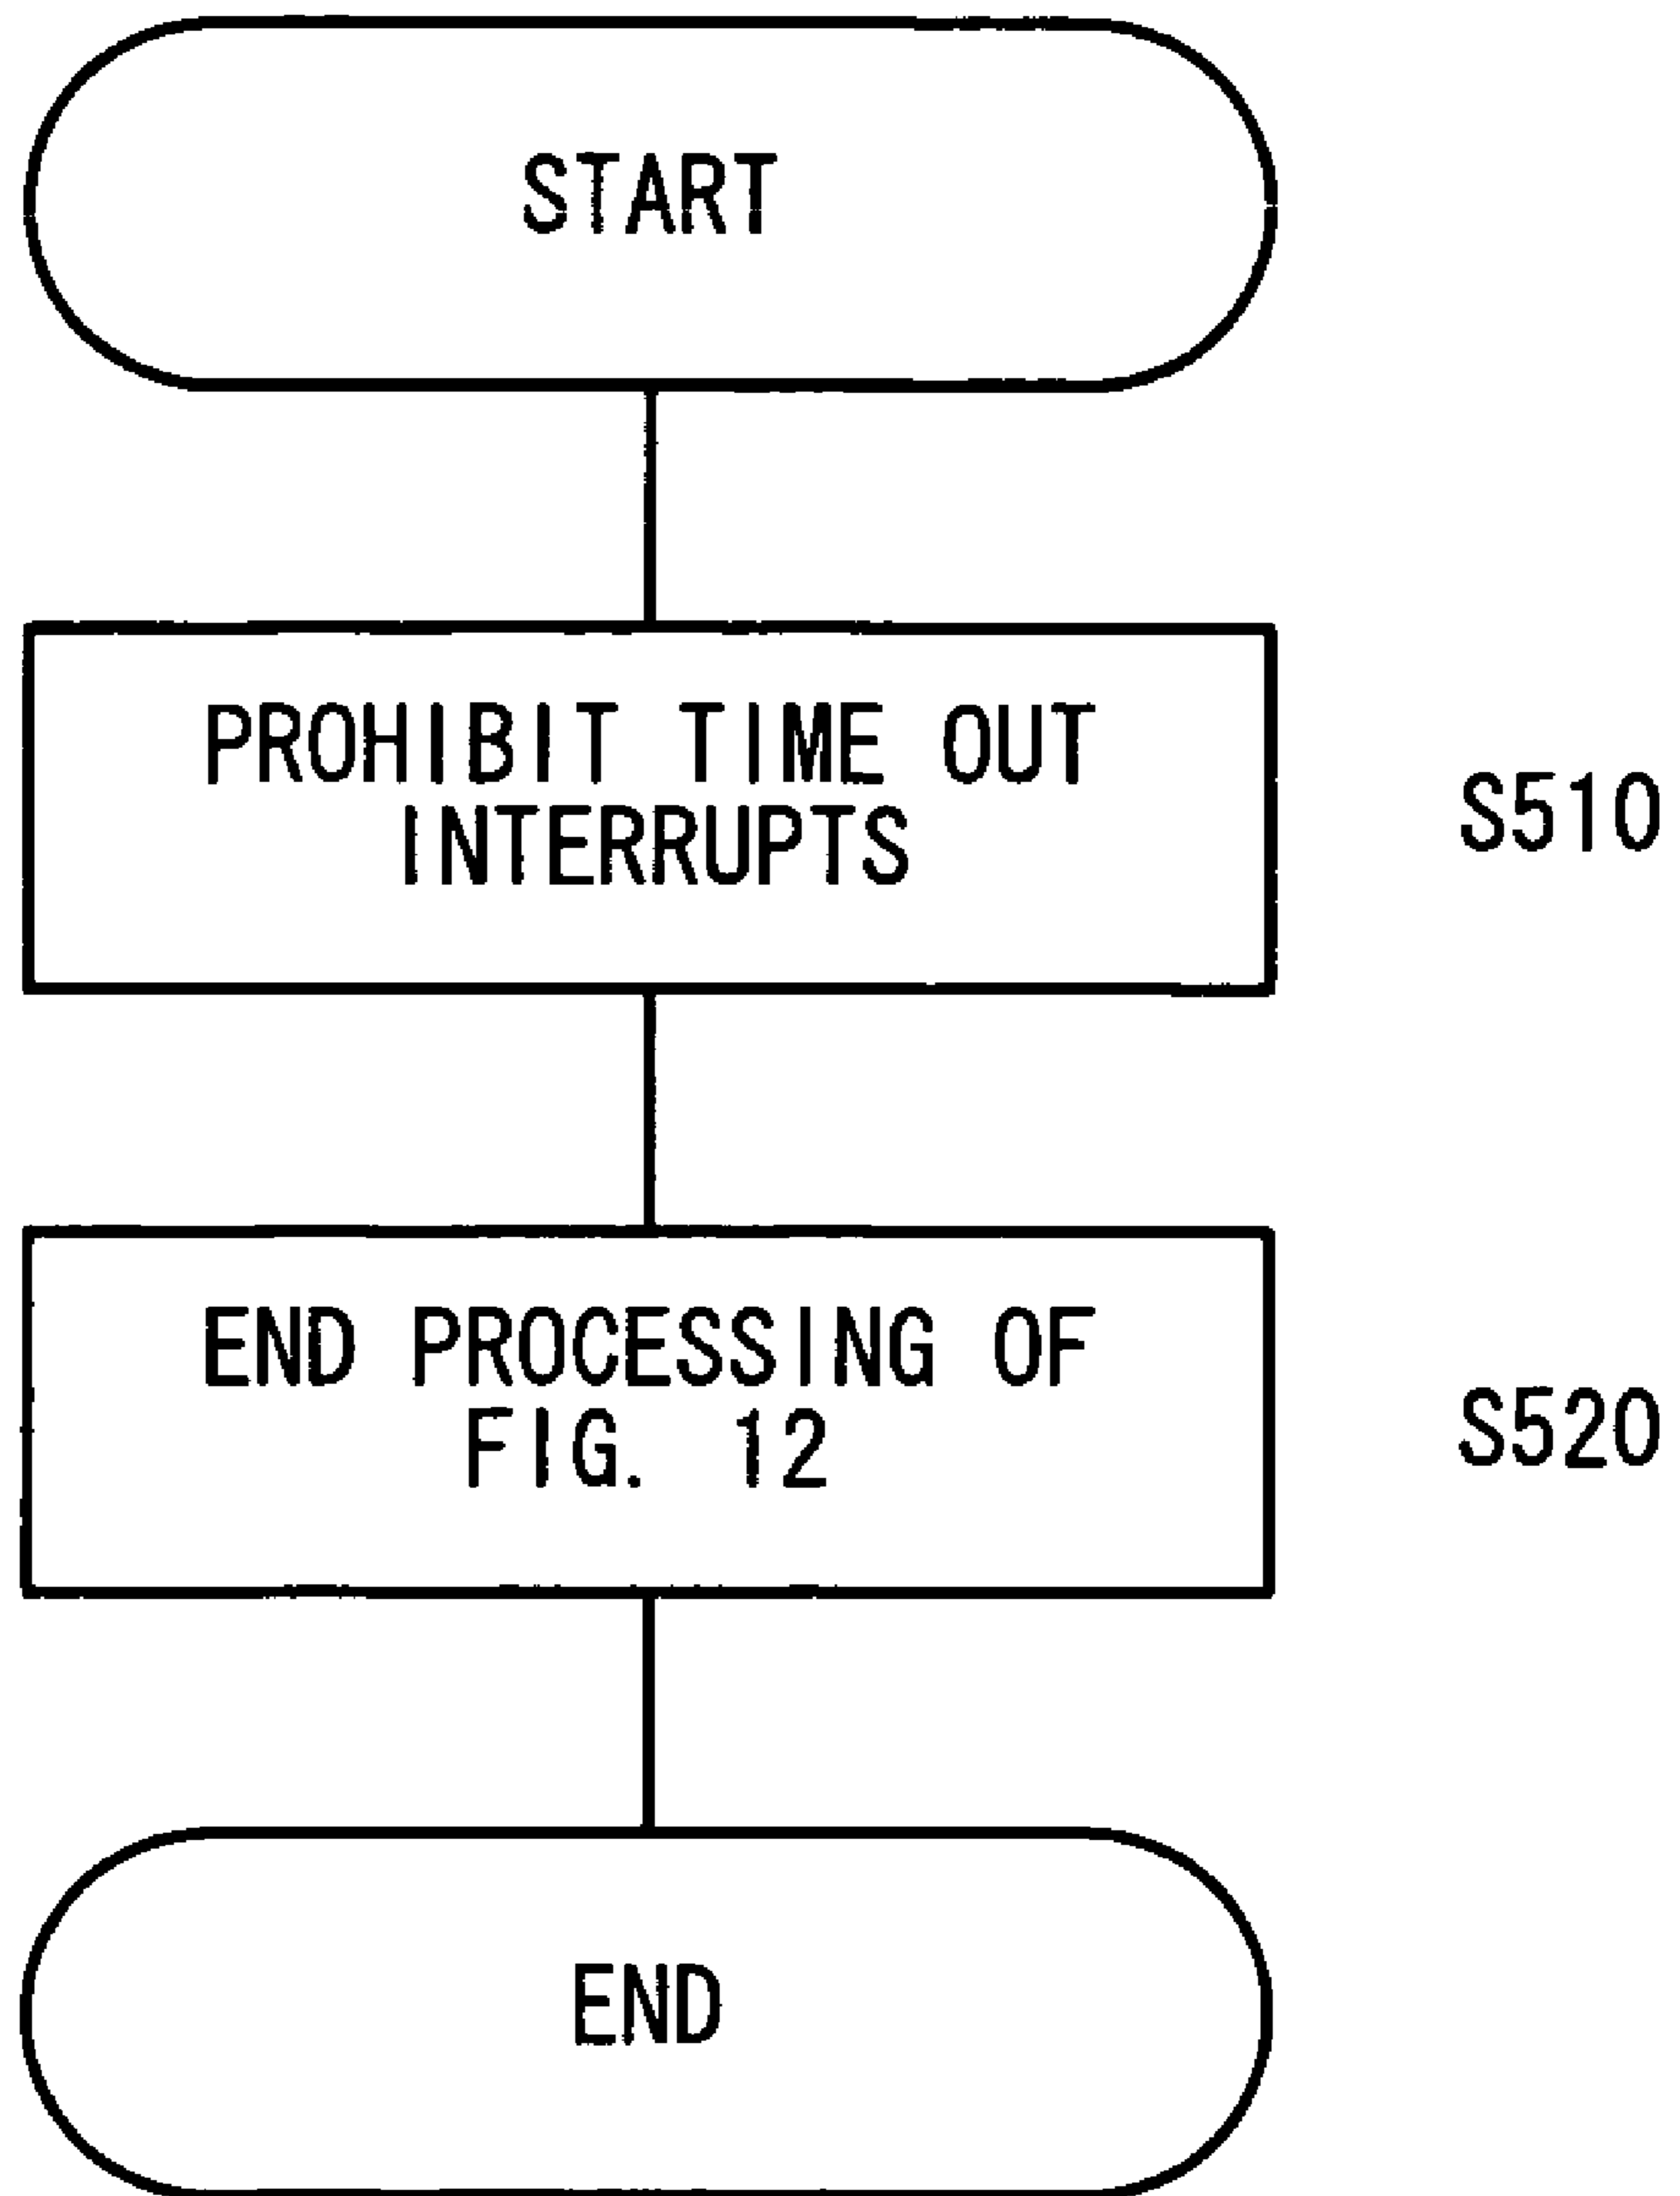 START
PROHIBIT TIME OUT
INTERRUPTS
S510
END PROCESSING OF
FIG. 12
S520
END